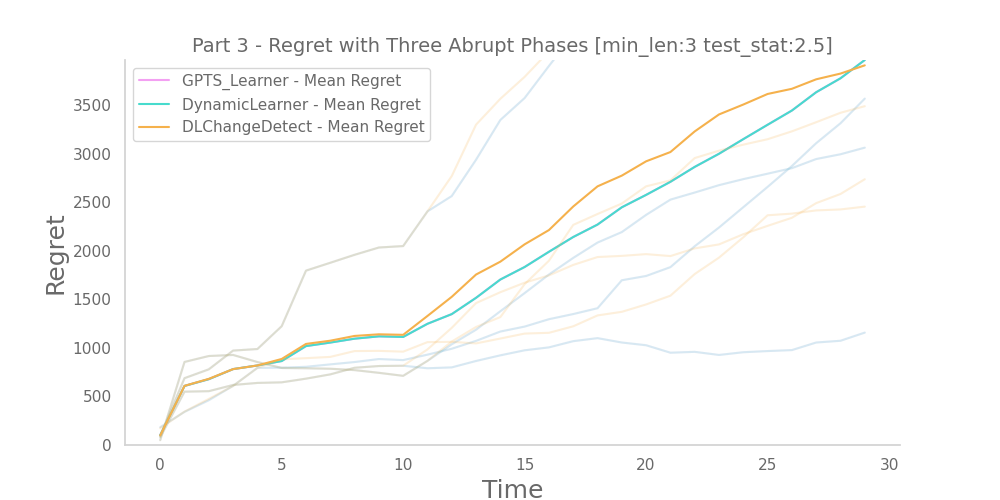 Part 3 - Regret with Three Abrupt Phases [min_len:3 test_stat:2.5]
GPTS_Learner - Mean Regret
DynamicLearner - Mean Regret
DLChangeDetect - Mean Regret
Regret
3500
3000
2500
2000
1500
1000
500
0
0 5 10 15 20 25 30
Time